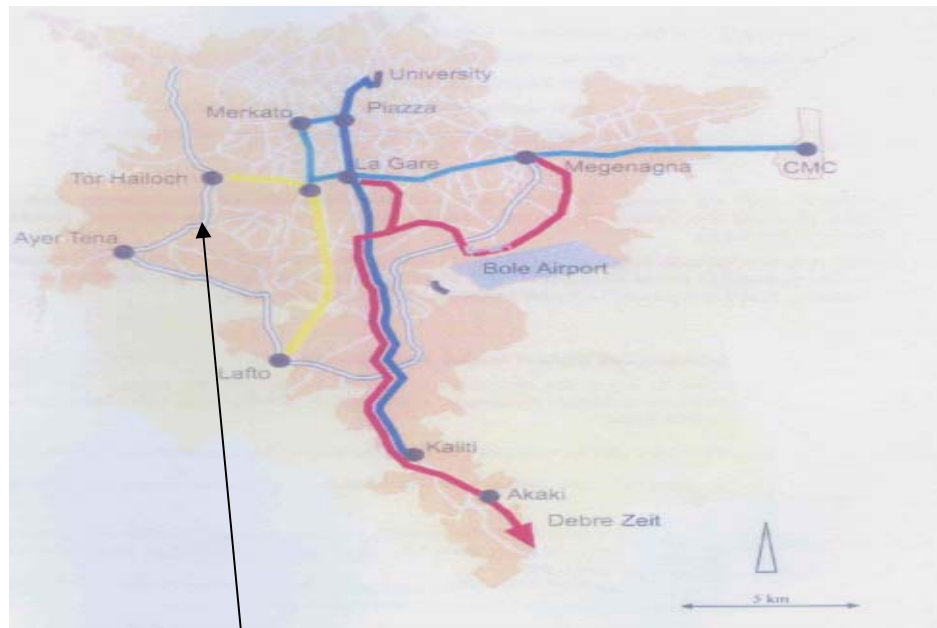 University
Merkato
Piazza
La Gare
Megenagna
CMC
Tor Hailoch
Ayer Tena
Bole Airport
Lafto
Kaliti
Akaki
Debre Zeit
5 km